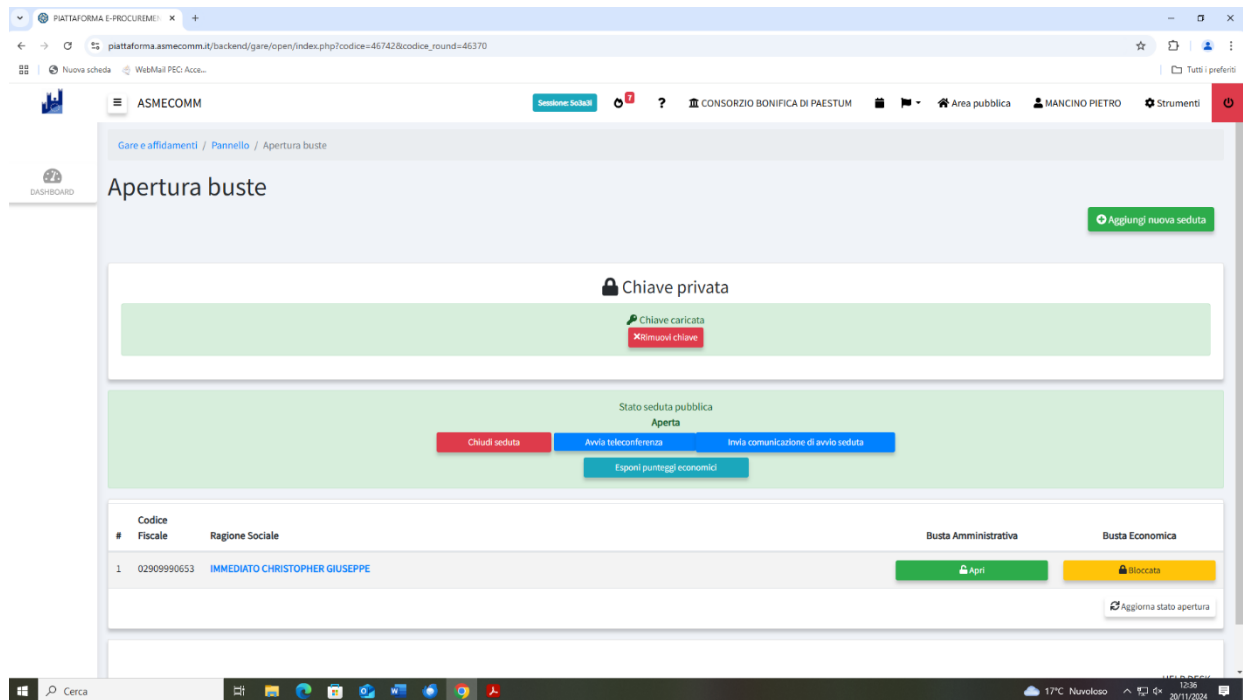 PIATTAFORMA E-PROCUREMEN
piattaforma.asmecomm.it/backend/gare/open/index.php?codice=46742&codice_round=46370
Nuova scheda WebMail PEC: Acce... Tutti i preferiti
ASMECOMM 7 ? CONSORZIO BONIFICA DI PAESTUM Area pubblica MANCINO PIETRO Strumenti
Gare e affidamenti / Pannello / Apertura buste
DASHBOARD
Apertura buste
Aggiungi nuova seduta
Chiave privata
Chiave caricata
Rimuovi chiave
Stato seduta pubblica
Aperta
Chiudi seduta Avvia teleconferenza Invia comunicazione di avvio seduta
Esponi punteggi economici
# Codice Fiscale Ragione Sociale Busta Amministrativa Busta Economica
1 02909990653 IMMEDIATO CHRISTOPHER GIUSEPPE Apri Bloccata
Aggiorna stato apertura
Cerca 17°C Nuvoloso 12:36
20/11/2024